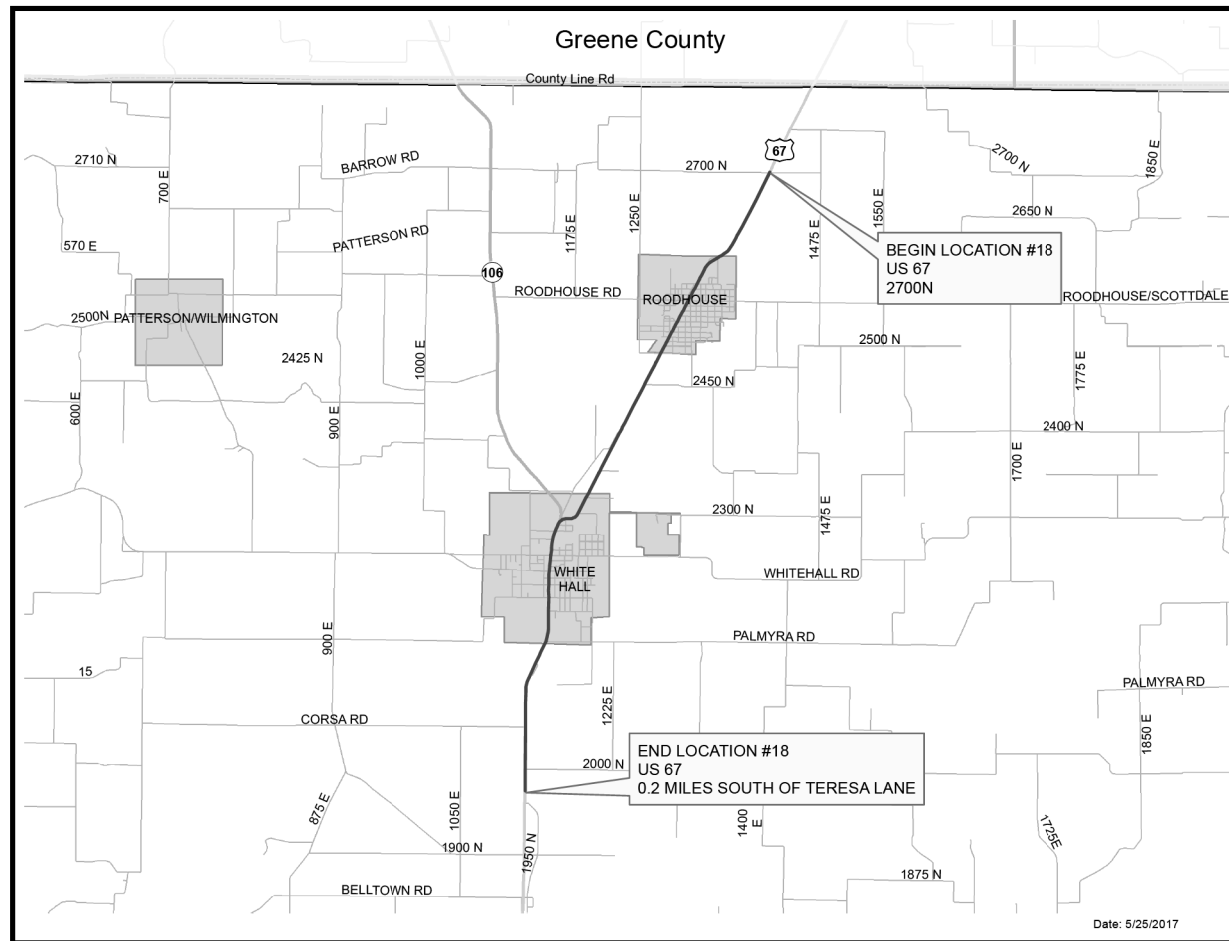 Greene County
County Line Rd
67
2710 N
BARROW RD
2700 N
2700 N
1850 E
700 E
1250 E
1175 E
1475 E
1550 E
2650 N
570 E
PATTERSON RD
BEGIN LOCATION #18
US 67
2700N
106
ROODHOUSE RD
ROODHOUSE
ROODHOUSE/SCOTTDALE
2500N
PATTERSON/WILMINGTON
2425 N
1000 E
2500 N
1775 E
2450 N
600 E
900 E
2400 N
1700 E
2300 N
1475 E
WHITE
HALL
WHITEHALL RD
900 E
PALMYRA RD
15
PALMYRA RD
1225 E
CORSA RD
1850 E
END LOCATION #18
US 67
0.2 MILES SOUTH OF TERESA LANE
2000 N
875 E
1050 E
1400
E
1725E
1900 N
1950 N
1875 N
BELLTOWN RD
Date: 5/25/2017